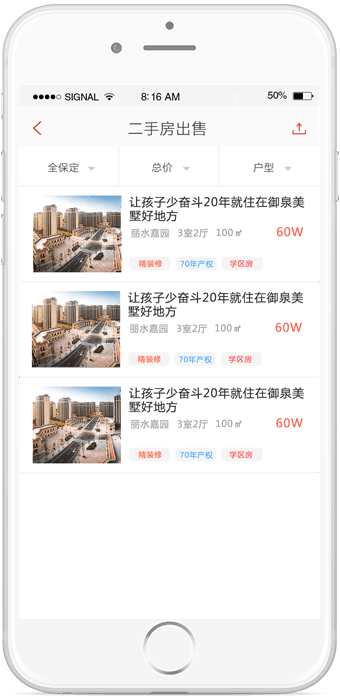 ●●●●○ SIGNAL 8:16 AM 50%
二手房出售
全保定 总价 户型
让孩子少奋斗20年就住在御泉美
墅好地方
丽水嘉园 3室2厅 100㎡ 60W
精装修 70年产权 学区房
让孩子少奋斗20年就住在御泉美
墅好地方
丽水嘉园 3室2厅 100㎡ 60W
精装修 70年产权 学区房
让孩子少奋斗20年就住在御泉美
墅好地方
丽水嘉园 3室2厅 100㎡ 60W
精装修 70年产权 学区房